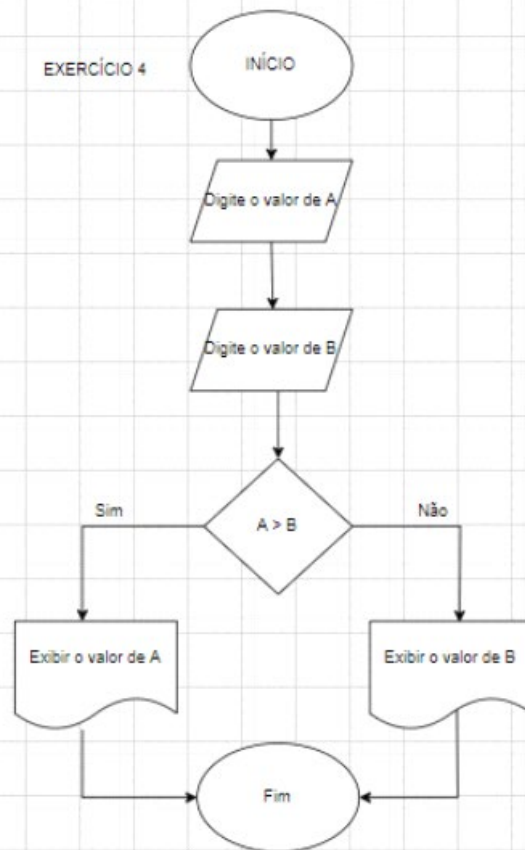 EXERCÍCIO 4
INÍCIO
Digite o valor de A
Digite o valor de B
A > B
Sim
Não
Exibir o valor de A
Exibir o valor de B
Fim